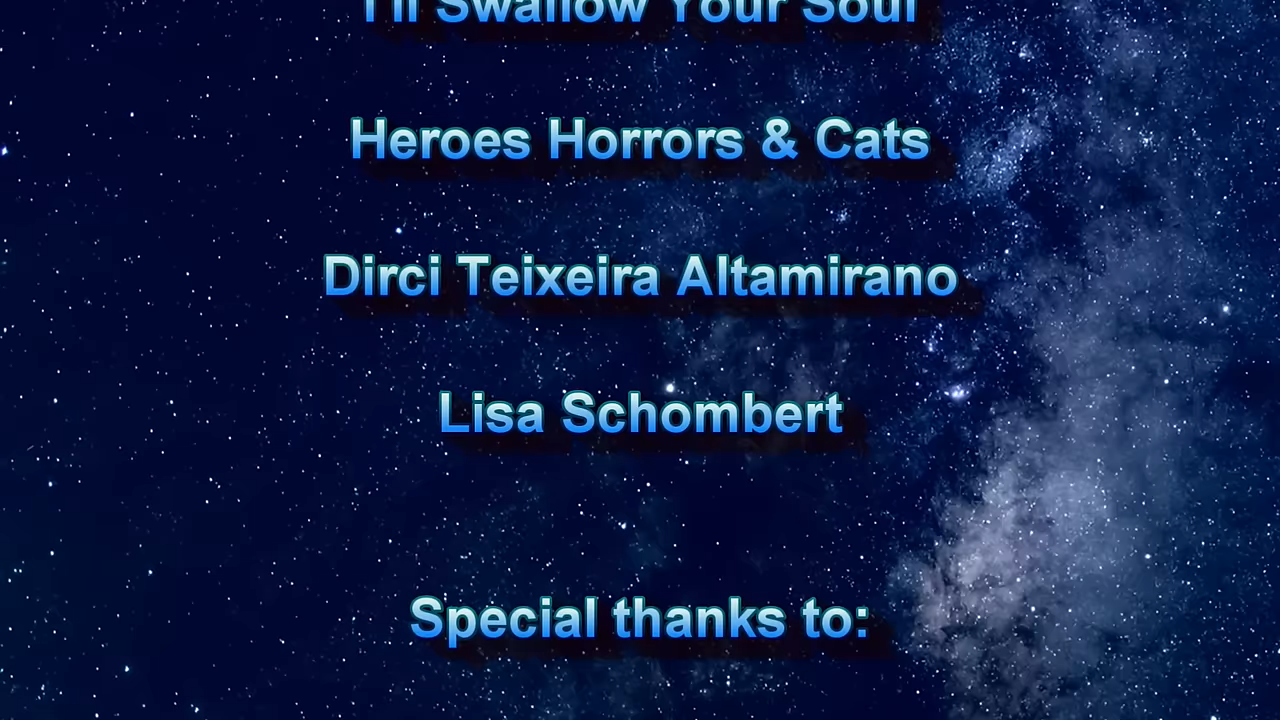 I'll Swallow Your Soul
Heroes Horrors & Cats
Dirci Teixeira Altamirano
Lisa Schombert
Special thanks to: